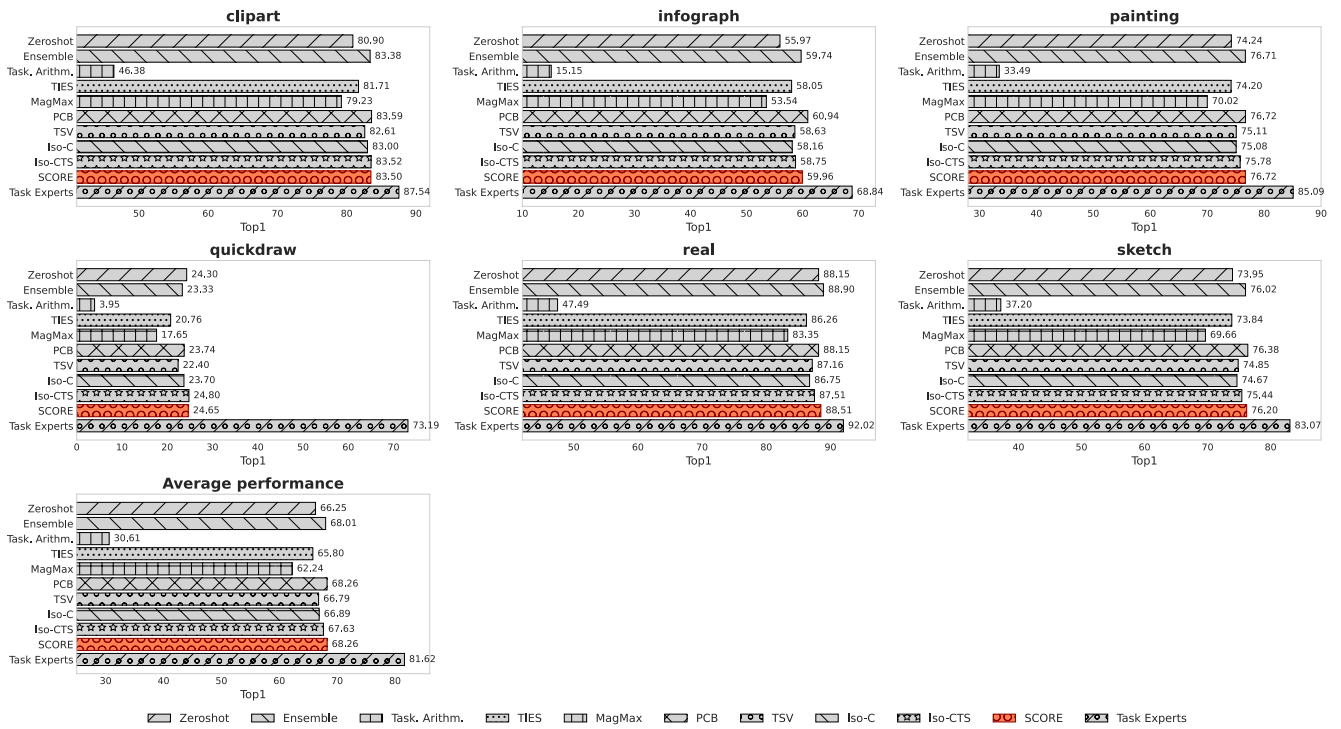 clipart
Zeroshot 80.90
Ensemble 83.38
Task. Arithm. 46.38
TIES 81.71
MagMax 79.23
PCB 83.59
TSV 82.61
Iso-C 83.00
Iso-CTS 83.52
SCORE 83.50
Task Experts 87.54
50 60 70 80 90
Top1
infograph
Zeroshot 55.97
Ensemble 59.74
Task. Arithm. 15.15
TIES 58.05
MagMax 53.54
PCB 60.94
TSV 58.63
Iso-C 58.16
Iso-CTS 58.75
SCORE 59.96
Task Experts 68.84
10 20 30 40 50 60 70
Top1
painting
Zeroshot 74.24
Ensemble 76.71
Task. Arithm. 33.49
TIES 74.20
MagMax 70.02
PCB 76.72
TSV 75.11
Iso-C 75.08
Iso-CTS 75.78
SCORE 76.72
Task Experts 85.09
30 40 50 60 70 80 90
Top1
quickdraw
Zeroshot 24.30
Ensemble 23.33
Task. Arithm. 3.95
TIES 20.76
MagMax 17.65
PCB 23.74
TSV 22.40
Iso-C 23.70
Iso-CTS 24.80
SCORE 24.65
Task Experts 73.19
0 10 20 30 40 50 60 70
Top1
real
Zeroshot 88.15
Ensemble 88.90
Task. Arithm. 47.49
TIES 86.26
MagMax 83.35
PCB 88.15
TSV 87.16
Iso-C 86.75
Iso-CTS 87.51
SCORE 88.51
Task Experts 92.02
50 60 70 80 90
Top1
sketch
Zeroshot 73.95
Ensemble 76.02
Task. Arithm. 37.20
TIES 73.84
MagMax 69.66
PCB 76.38
TSV 74.85
Iso-C 74.67
Iso-CTS 75.44
SCORE 76.20
Task Experts 83.07
40 50 60 70 80
Top1
Average performance
Zeroshot 66.25
Ensemble 68.01
Task. Arithm. 30.61
TIES 65.80
MagMax 62.24
PCB 68.26
TSV 66.79
Iso-C 66.89
Iso-CTS 67.63
SCORE 68.26
Task Experts 81.62
30 40 50 60 70 80
Top1
Zeroshot Ensemble Task. Arithm. TIES MagMax PCB TSV Iso-C Iso-CTS SCORE Task Experts